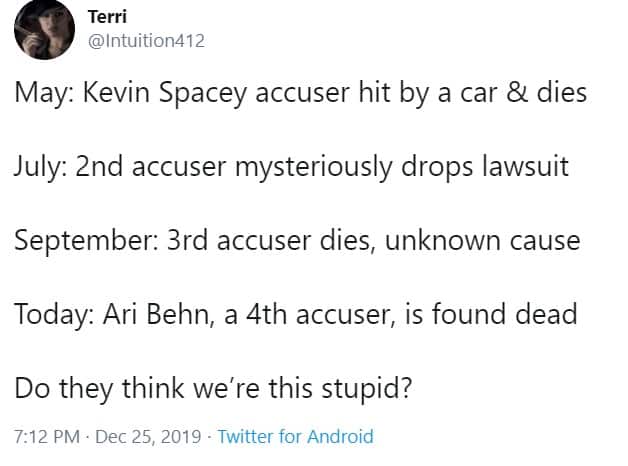 Terri
@Intuition412
May: Kevin Spacey accuser hit by a car & dies
July: 2nd accuser mysteriously drops lawsuit
September: 3rd accuser dies, unknown cause
Today: Ari Behn, a 4th accuser, is found dead
Do they think we’re this stupid?
7:12 PM · Dec 25, 2019 · Twitter for Android